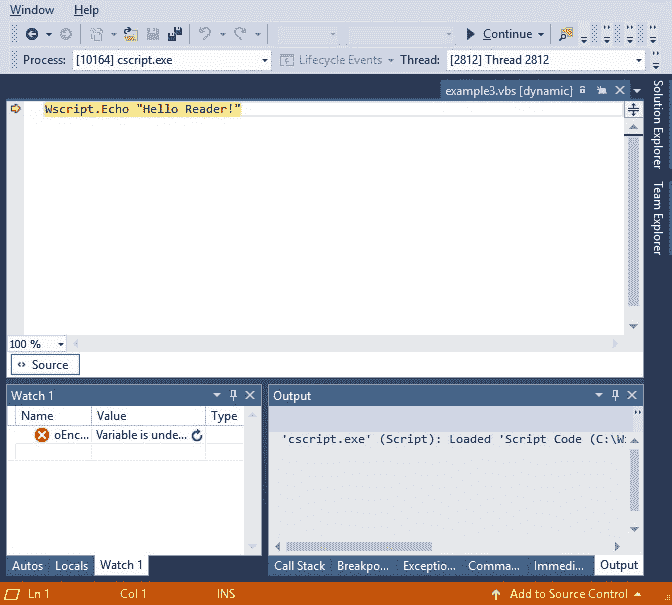 Window Help
Continue
Process: [10164] cscript.exe Lifecycle Events Thread: [2812] Thread 2812
example3.vbs [dynamic]
Wscript.Echo "Hello Reader!"
Solution Explorer
Team Explorer
100 %
Source
Watch 1
Name Value Type
oEnc... Variable is unde...
Autos Locals Watch 1
Output
'cscript.exe' (Script): Loaded 'Script Code (C:\Wi
Call Stack Breakpo... Exceptio... Comma... Immedi... Output
Ln 1 Col 1 INS Add to Source Control